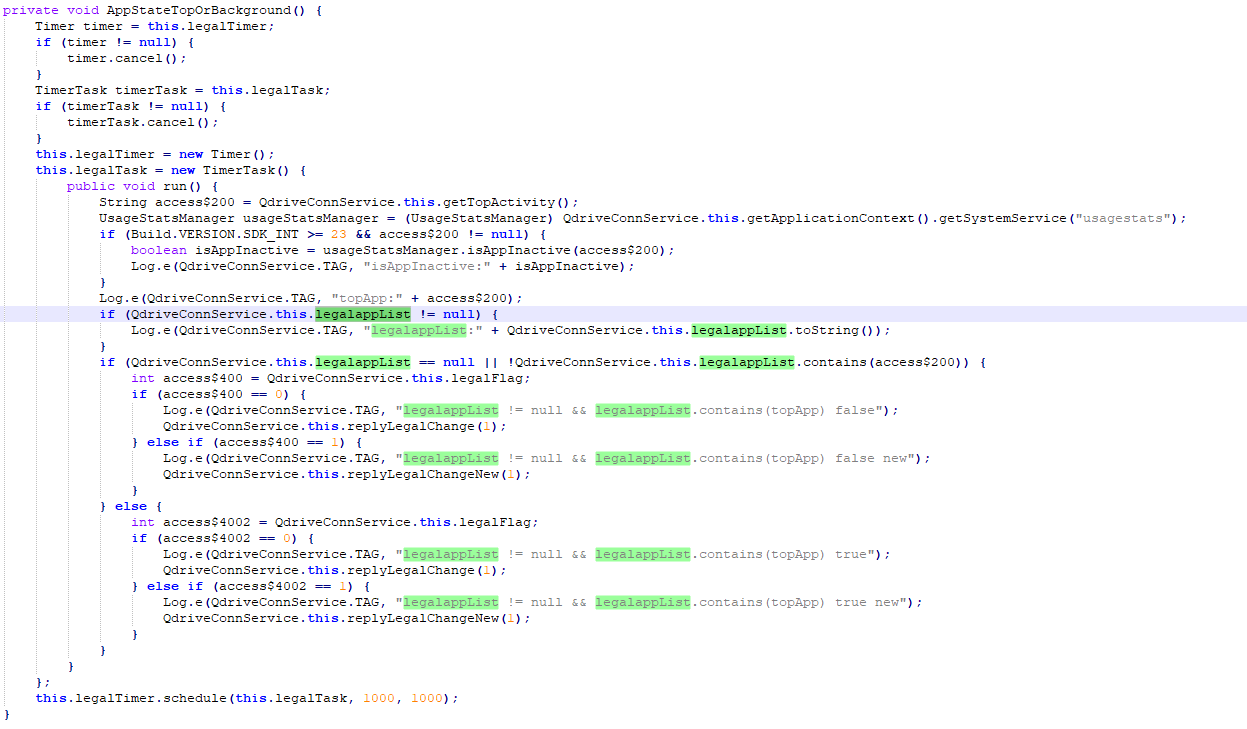 private void AppStateTopOrBackground() {
    Timer timer = this.legalTimer;
    if (timer != null) {
        timer.cancel();
    }
    TimerTask timerTask = this.legalTask;
    if (timerTask != null) {
        timerTask.cancel();
    }
    this.legalTimer = new Timer();
    this.legalTask = new TimerTask() {
        public void run() {
            String access$200 = QdriveConnService.this.getTopActivity();
            UsageStatsManager usageStatsManager = (UsageStatsManager) QdriveConnService.this.getApplicationContext().getSystemService("usagestats");
            if (Build.VERSION.SDK_INT >= 23 && access$200 != null) {
                boolean isAppInactive = usageStatsManager.isAppInactive(access$200);
                Log.e(QdriveConnService.TAG, "isAppInactive:" + isAppInactive);
            }
            Log.e(QdriveConnService.TAG, "topApp:" + access$200);
            if (QdriveConnService.this.legalappList != null) {
                Log.e(QdriveConnService.TAG, "legalappList:" + QdriveConnService.this.legalappList.toString());
            }
            if (QdriveConnService.this.legalappList == null || !QdriveConnService.this.legalappList.contains(access$200)) {
                int access$400 = QdriveConnService.this.legalFlag;
                if (access$400 == 0) {
                    Log.e(QdriveConnService.TAG, "legalappList != null && legalappList.contains(topApp) false");
                    QdriveConnService.this.replyLegalChange(1);
                } else if (access$400 == 1) {
                    Log.e(QdriveConnService.TAG, "legalappList != null && legalappList.contains(topApp) false new");
                    QdriveConnService.this.replyLegalChangeNew(1);
                }
            } else {
                int access$4002 = QdriveConnService.this.legalFlag;
                if (access$4002 == 0) {
                    Log.e(QdriveConnService.TAG, "legalappList != null && legalappList.contains(topApp) true");
                    QdriveConnService.this.replyLegalChange(1);
                } else if (access$4002 == 1) {
                    Log.e(QdriveConnService.TAG, "legalappList != null && legalappList.contains(topApp) true new");
                    QdriveConnService.this.replyLegalChangeNew(1);
                }
            }
        }
    };
    this.legalTimer.schedule(this.legalTask, 1000, 1000);
}